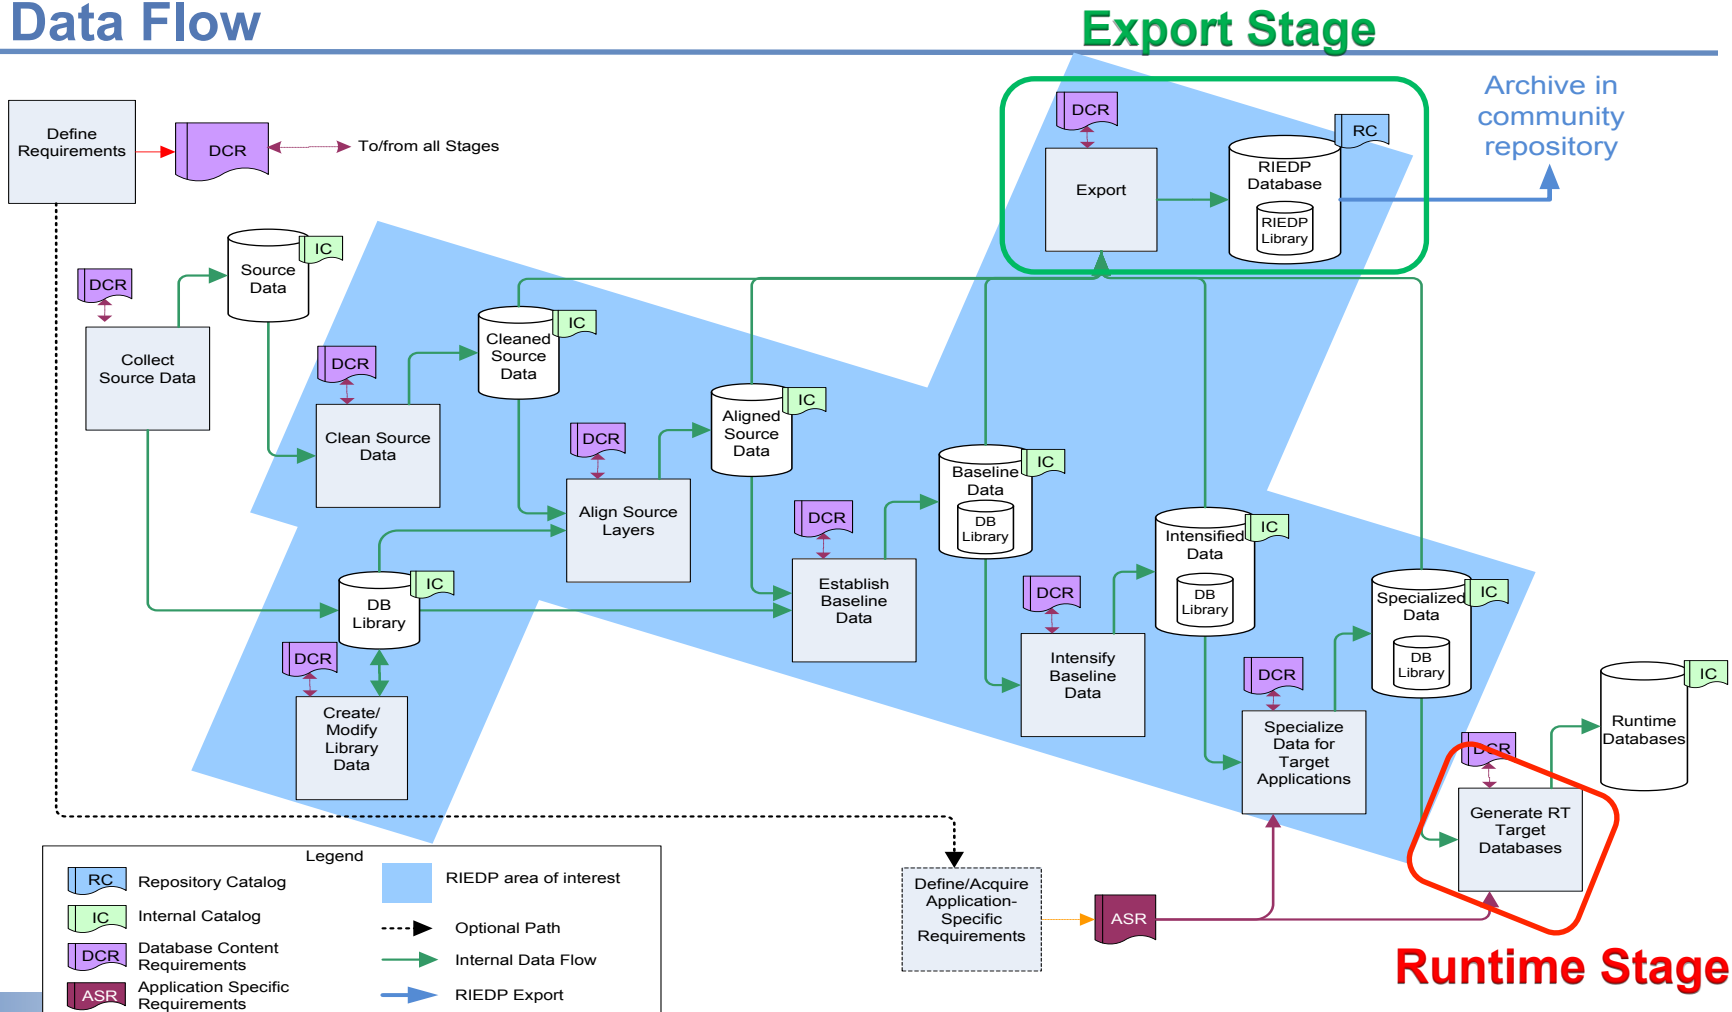 Data Flow
Export Stage
Archive in
community
repository
Define
Requirements
DCR
To/from all Stages
DCR
Export
RC
RIEDP
Database
RIEDP
Library
DCR
Collect
Source Data
Source
Data
IC
DCR
Clean Source
Data
Cleaned
Source
Data
IC
DCR
Align Source
Layers
Aligned
Source
Data
IC
DB
Library
IC
DCR
Create/
Modify
Library
Data
DCR
Establish
Baseline
Data
Baseline
Data
DB
Library
IC
DCR
Intensify
Baseline
Data
Intensified
Data
DB
Library
IC
DCR
Specialize
Data for
Target
Applications
Specialized
Data
DB
Library
IC
DCR
Generate RT
Target
Databases
Runtime
Databases
IC
Define/Acquire
Application-
Specific
Requirements
ASR
Runtime Stage
Legend
RC Repository Catalog
IC Internal Catalog
DCR Database Content
Requirements
ASR Application Specific
Requirements
RIEDP area of interest
Optional Path
Internal Data Flow
RIEDP Export